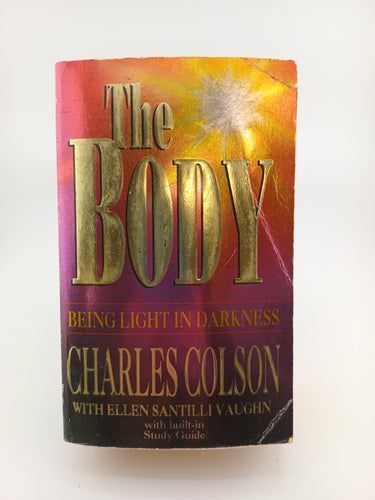 The
BODY
BEING LIGHT IN DARKNESS
CHARLES COLSON
WITH ELLEN SANTILLI VAUGHN
with built-in
Study Guide